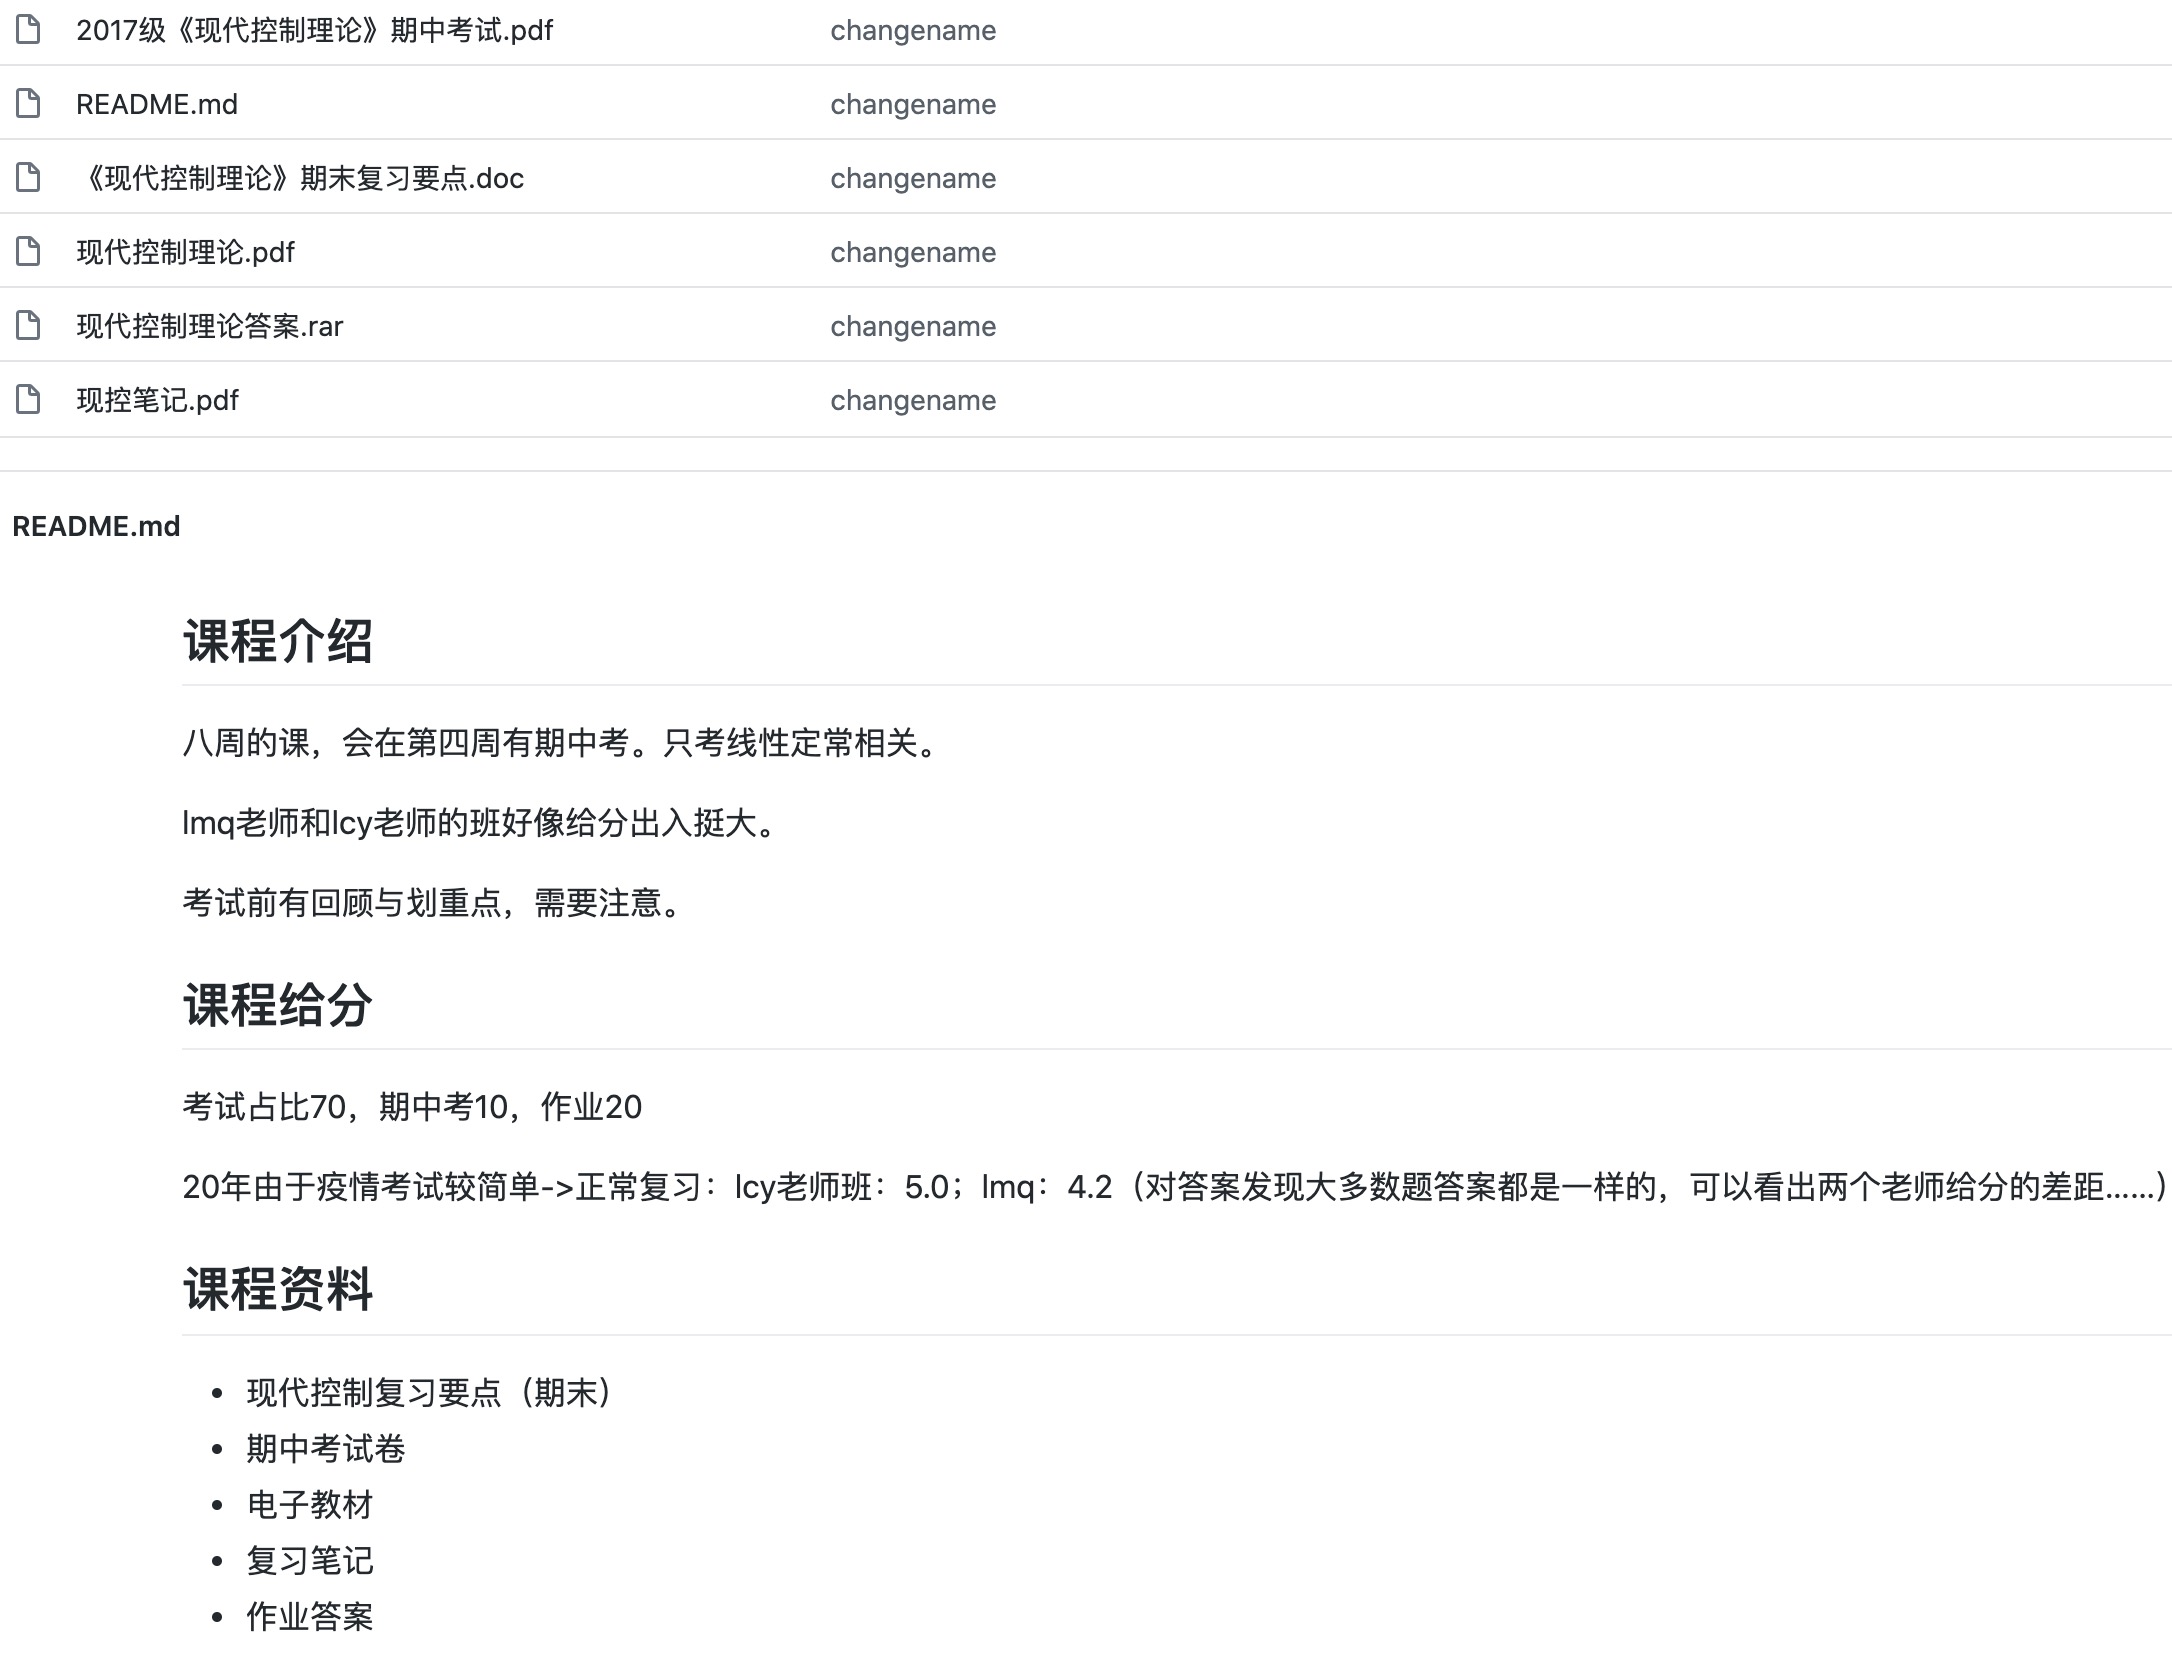 2017级《现代控制理论》期中考试.pdf changename
README.md changename
《现代控制理论》期末复习要点.doc changename
现代控制理论.pdf changename
现代控制理论答案.rar changename
现控笔记.pdf changename
README.md
课程介绍
八周的课，会在第四周有期中考。只考线性定常相关。
lmq老师和lcy老师的班好像给分出入挺大。
考试前有回顾与划重点，需要注意。
课程给分
考试占比70，期中考10，作业20
20年由于疫情考试较简单->正常复习：lcy老师班：5.0；lmq：4.2（对答案发现大多数题答案都是一样的，可以看出两个老师给分的差距……）
课程资料
• 现代控制复习要点（期末）
• 期中考试卷
• 电子教材
• 复习笔记
• 作业答案